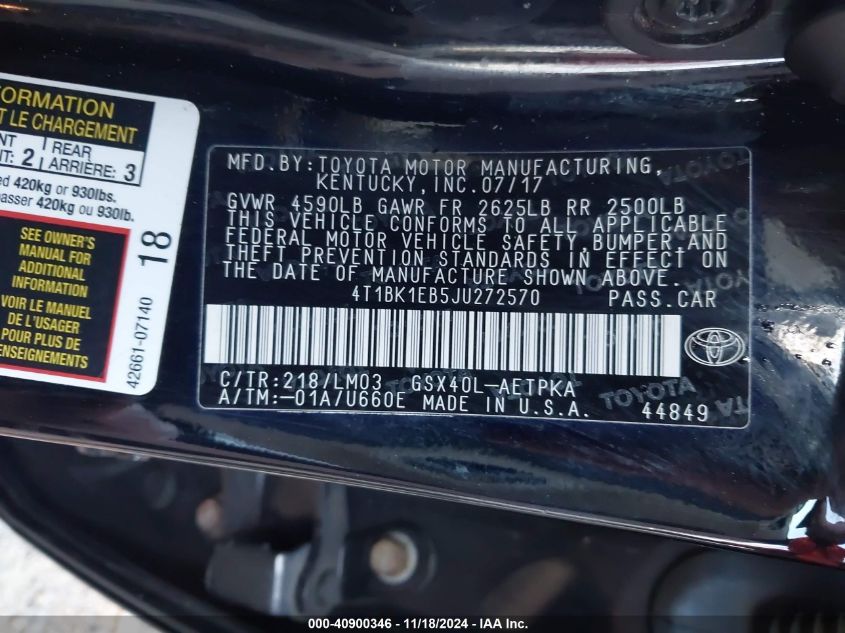 FORMATION
T LE CHARGEMENT
NT REAR
T: 2 ARRIÈRE: 3
ed 420kg or 930lbs.
passer 420kg ou 930lb.
SEE OWNER'S
MANUAL FOR
ADDITIONAL
INFORMATION
VOIR LE MANUEL
DE L'USAGER
POUR PLUS DE
RENSEIGNEMENTS
18
42661-07140
MFD.BY:TOYOTA MOTOR MANUFACTURING,
KENTUCKY,INC.07/17
GVWR 4590LB GAWR FR 2625LB RR 2500LB
THIS VEHICLE CONFORMS TO ALL APPLICABLE
FEDERAL MOTOR VEHICLE SAFETY,BUMPER,AND
THEFT PREVENTION STANDARDS IN EFFECT ON
THE DATE OF MANUFACTURE SHOWN ABOVE.
4T1BK1EB5JU272570 PASS.CAR
C/TR:218/LM03 GSX40L-AETPKA
A/TM:-01A/U660E MADE IN U.S.A. 44849
TOYOTA
000-40900346 - 11/18/2024 - IAA Inc.